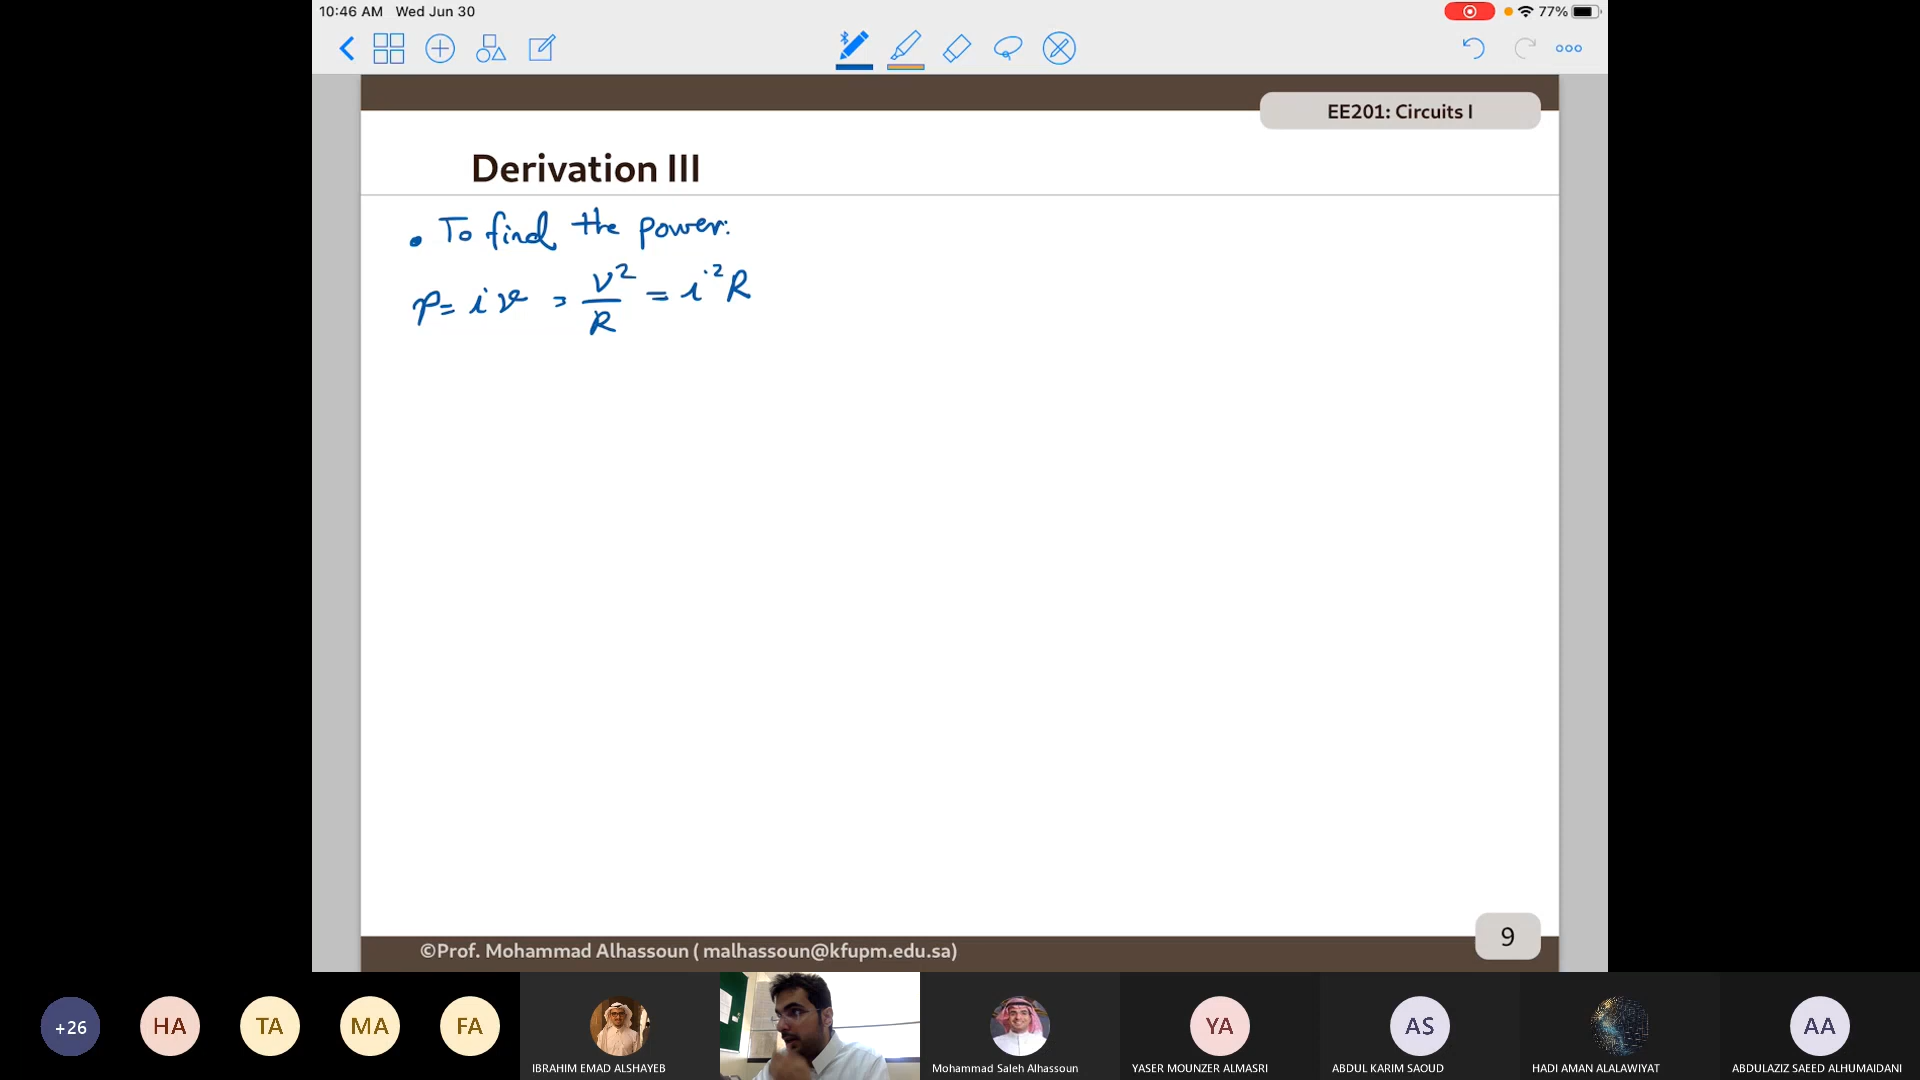 10:46 AM Wed Jun 30
77%
EE201: Circuits I
Derivation III
• To find the power:
p = i v = v²/R = i² R
©Prof. Mohammad Alhassoun ( malhassoun@kfupm.edu.sa)
9
+26
HA
TA
MA
FA
IBRAHIM EMAD ALSHAYEB
Mohammad Saleh Alhassoun
YA
YASER MOUNZER ALMASRI
AS
ABDUL KARIM SAOUD
HADI AMAN ALALAWIYAT
AA
ABDULAZIZ SAEED ALHUMAIDANI